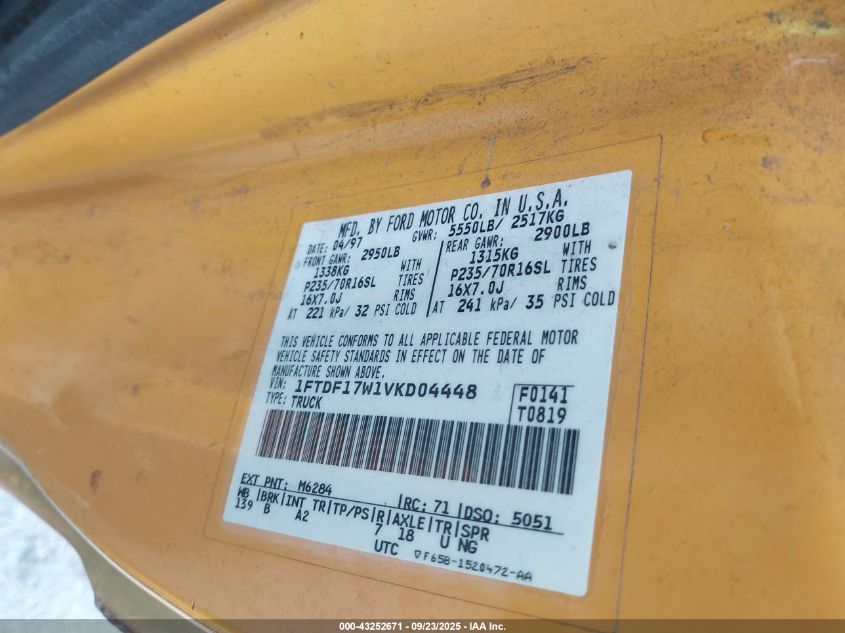 MFD. BY FORD MOTOR CO. IN U.S.A.
DATE: 04/97 GVWR: 5550LB/ 2517KG
FRONT GAWR: 2950LB REAR GAWR: 2900LB
1338KG WITH 1315KG WITH
P235/70R16SL TIRES P235/70R16SL TIRES
16X7.0J RIMS 16X7.0J RIMS
AT 221 kPa/ 32 PSI COLD AT 241 kPa/ 35 PSI COLD
THIS VEHICLE CONFORMS TO ALL APPLICABLE FEDERAL MOTOR
VEHICLE SAFETY STANDARDS IN EFFECT ON THE DATE OF
MANUFACTURE SHOWN ABOVE.
VIN: 1FTDF17W1VKD04448 F0141
TYPE: TRUCK T0819
EXT PNT: M6284 RC: 71 DSO: 5051
WB BRK INT TR TP/PS R AXLE TR SPR
139 B A2 7 18 U NG
UTC ▽F65B-1520472-AA
000-43252671 - 09/23/2025 - IAA Inc.